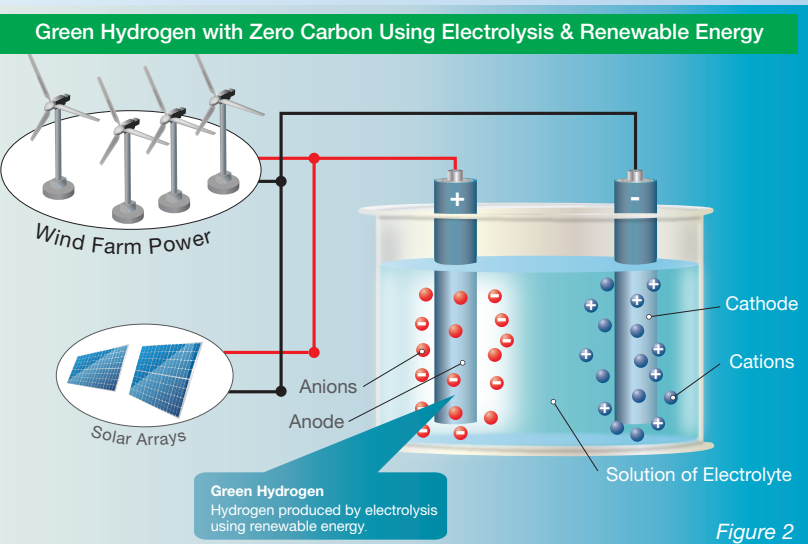 Green Hydrogen with Zero Carbon Using Electrolysis & Renewable Energy
Wind Farm Power
+
-
Cathode
Cations
Anions
Anode
Solar Arrays
Solution of Electrolyte
Green Hydrogen
Hydrogen produced by electrolysis
using renewable energy.
Figure 2